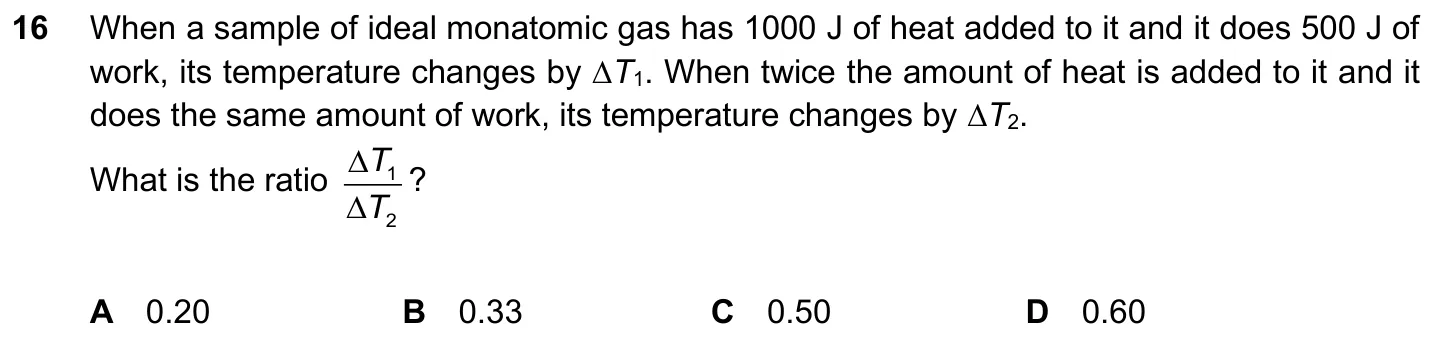 16 When a sample of ideal monatomic gas has 1000 J of heat added to it and it does 500 J of
work, its temperature changes by ΔT₁. When twice the amount of heat is added to it and it
does the same amount of work, its temperature changes by ΔT₂.
What is the ratio ΔT₁/ΔT₂ ?
A 0.20 B 0.33 C 0.50 D 0.60